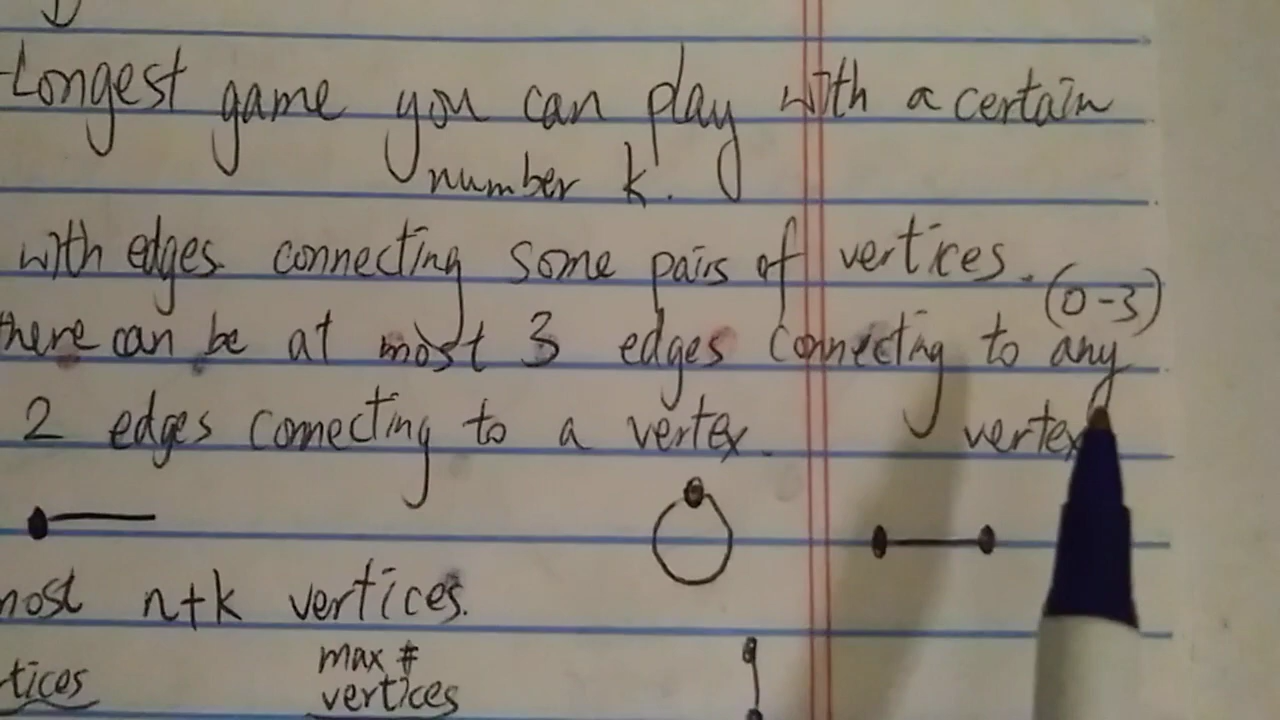 Longest game you can play with a certain
number k.
with edges connecting some pairs of vertices.
(0-3)
there can be at most 3 edges connecting to any
vertex
2 edges connecting to a vertex.
most n+k vertices.
max #
tices vertices